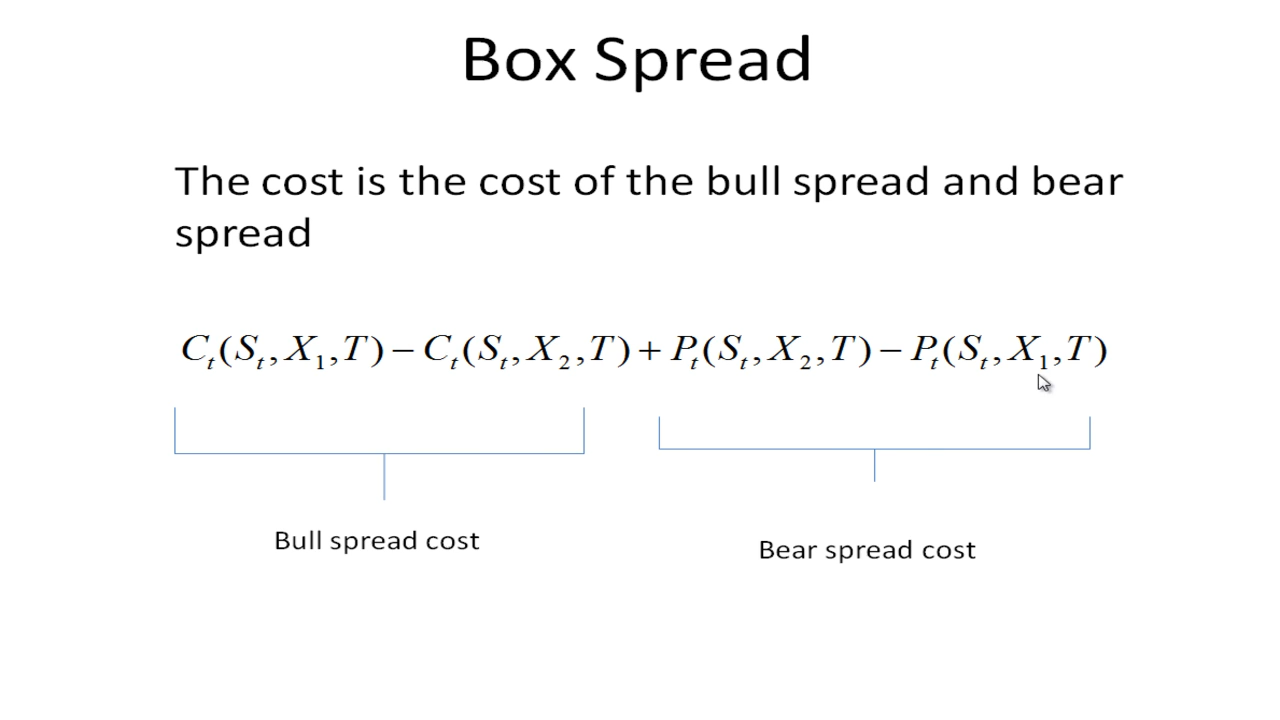 Box Spread
The cost is the cost of the bull spread and bear
spread
C_t(S_t, X_1, T) − C_t(S_t, X_2, T) + P_t(S_t, X_2, T) − P_t(S_t, X_1, T)
Bull spread cost
Bear spread cost